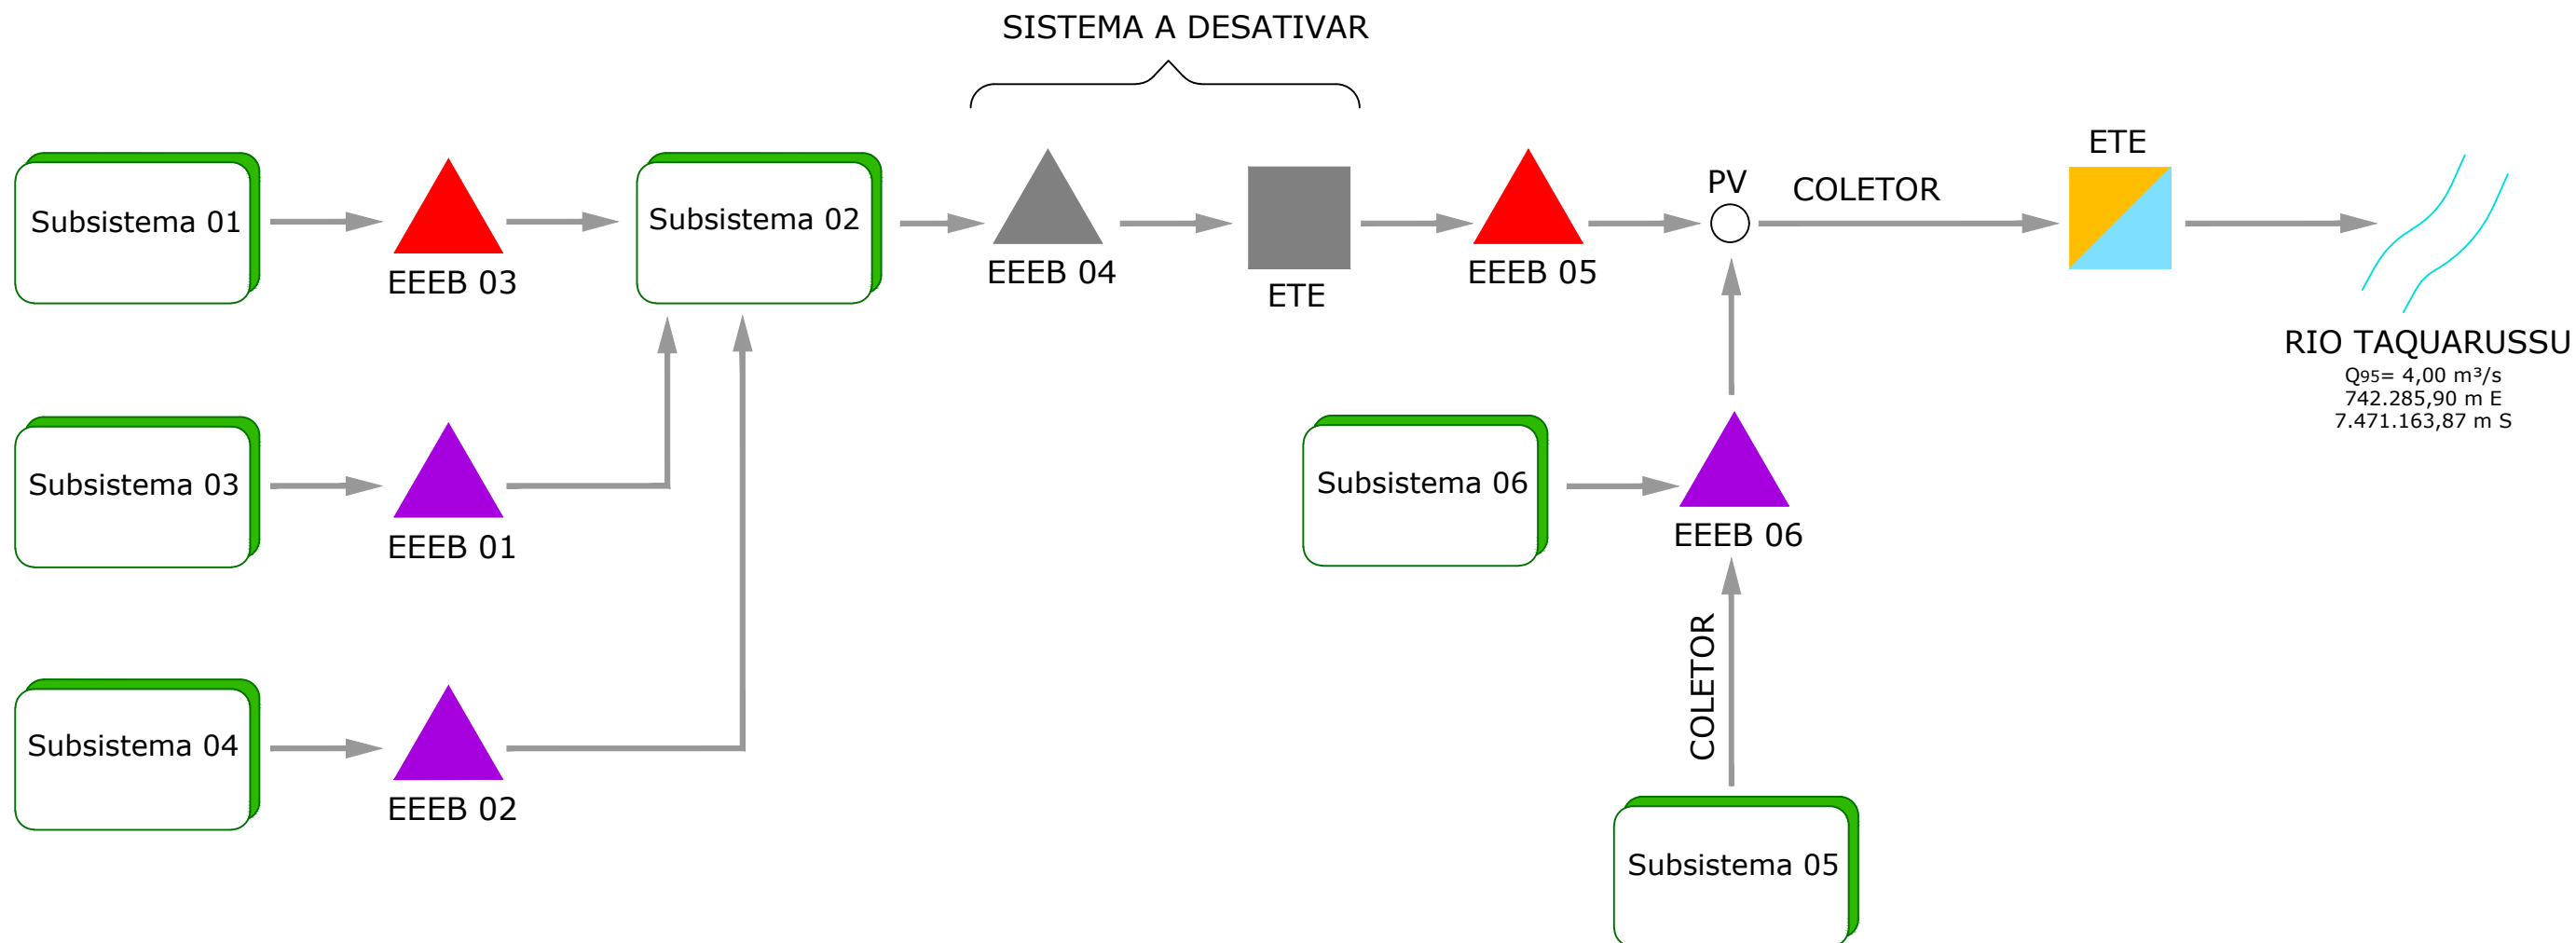 SISTEMA A DESATIVAR
Subsistema 01
EEEB 03
Subsistema 02
EEEB 04
ETE
EEEB 05
PV
COLETOR
ETE
RIO TAQUARUSSU
Q95= 4,00 m³/s
742.285,90 m E
7.471.163,87 m S
Subsistema 03
EEEB 01
Subsistema 06
EEEB 06
Subsistema 04
EEEB 02
COLETOR
Subsistema 05